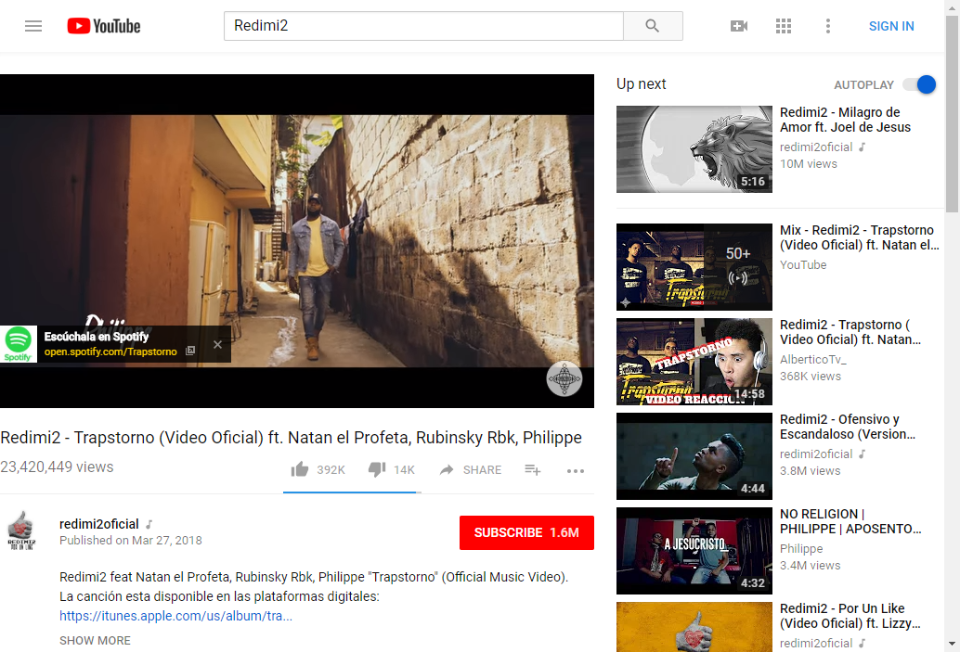 YouTube
Redimi2
SIGN IN
Philippe
Escúchala en Spotify
open.spotify.com/Trapstorno
Spotify
Redimi2 - Trapstorno (Video Oficial) ft. Natan el Profeta, Rubinsky Rbk, Philippe
23,420,449 views
392K
14K
SHARE
redimi2oficial
Published on Mar 27, 2018
SUBSCRIBE 1.6M
Redimi2 feat Natan el Profeta, Rubinsky Rbk, Philippe "Trapstorno" (Official Music Video).
La canción esta disponible en las plataformas digitales:
https://itunes.apple.com/us/album/tra...
SHOW MORE
Up next
AUTOPLAY
5:16
Redimi2 - Milagro de
Amor ft. Joel de Jesus
redimi2oficial
10M views
50+
Trapstorno
Mix - Redimi2 - Trapstorno
(Video Oficial) ft. Natan el...
YouTube
TRAPSTORNO
Trapstorno
VIDEO REACCION
14:58
Redimi2 - Trapstorno (
Video Oficial) ft. Natan...
AlberticoTv_
368K views
4:44
Redimi2 - Ofensivo y
Escandaloso (Version...
redimi2oficial
3.8M views
A JESUCRISTO_
4:32
NO RELIGION |
PHILIPPE | APOSENTO...
Philippe
3.4M views
Redimi2 - Por Un Like
(Video Oficial) ft. Lizzy...
redimi2oficial